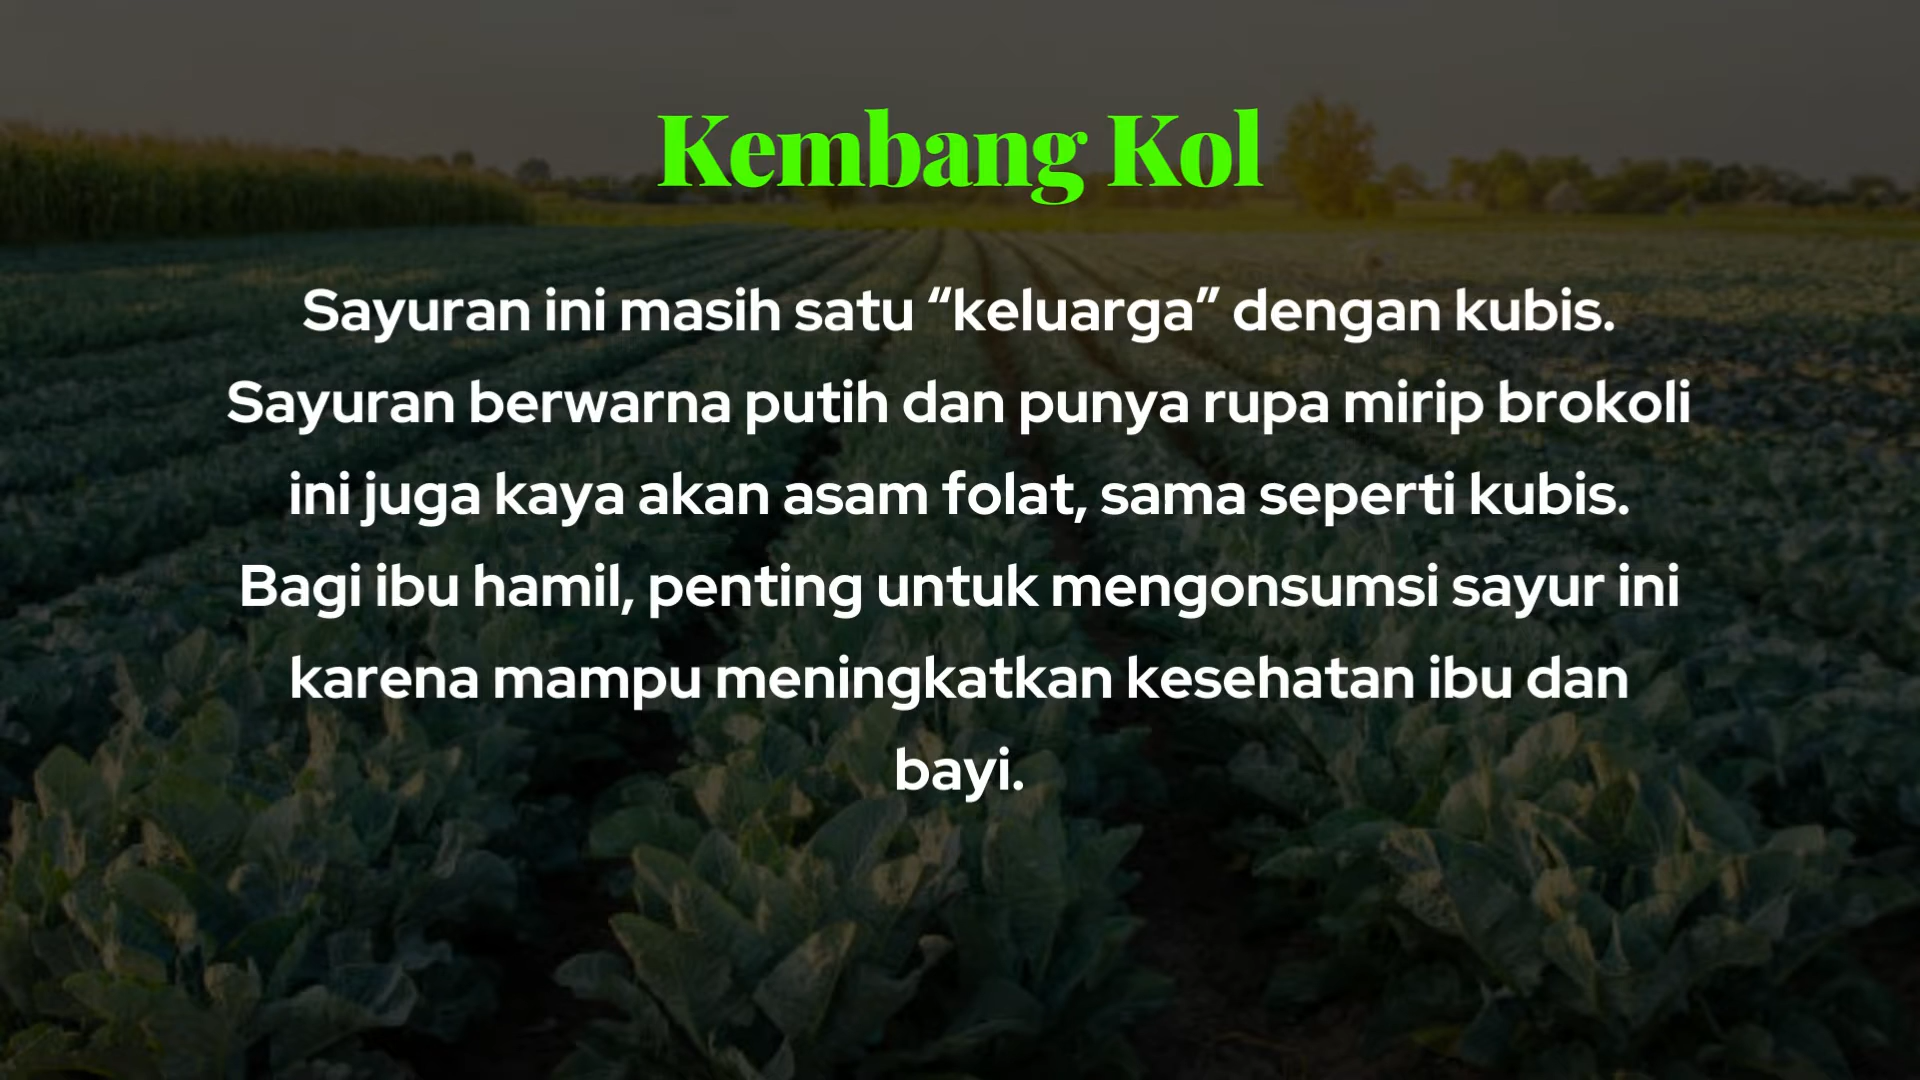 Kembang Kol
Sayuran ini masih satu “keluarga” dengan kubis.
Sayuran berwarna putih dan punya rupa mirip brokoli
ini juga kaya akan asam folat, sama seperti kubis.
Bagi ibu hamil, penting untuk mengonsumsi sayur ini
karena mampu meningkatkan kesehatan ibu dan
bayi.